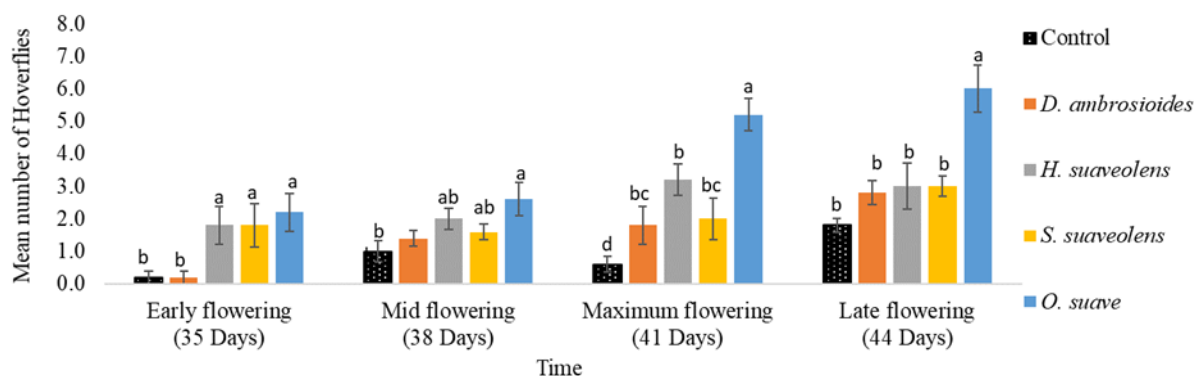 Mean number of Hoverflies
8.0
7.0
6.0
5.0
4.0
3.0
2.0
1.0
0.0
b b a a a
b ab ab a
d bc b bc a
b b b b a
Early flowering
(35 Days)
Mid flowering
(38 Days)
Maximum flowering
(41 Days)
Late flowering
(44 Days)
Time
Control
D. ambrosioides
H. suaveolens
S. suaveolens
O. suave